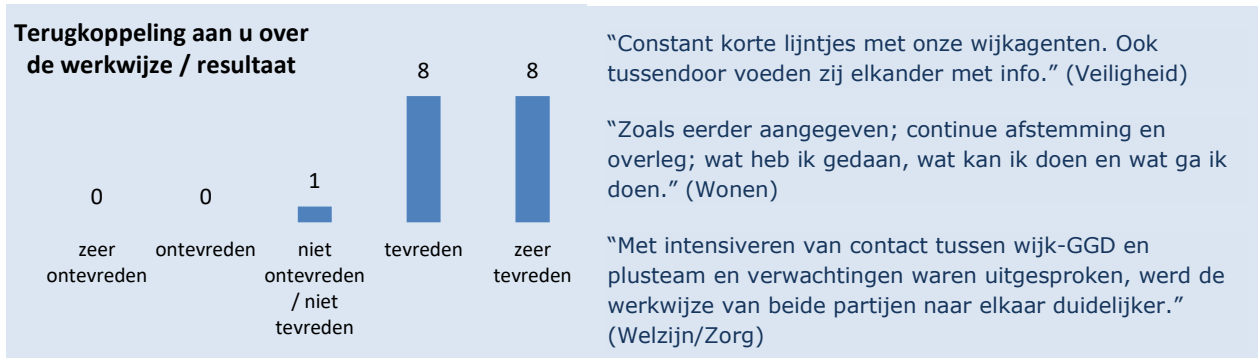 Terugkoppeling aan u over
de werkwijze / resultaat
0
0
1
8
8
zeer
ontevreden
ontevreden
niet
ontevreden
/ niet
tevreden
tevreden
zeer
tevreden
“Constant korte lijntjes met onze wijkagenten. Ook
tussendoor voeden zij elkander met info.” (Veiligheid)
“Zoals eerder aangegeven; continue afstemming en
overleg; wat heb ik gedaan, wat kan ik doen en wat ga ik
doen.” (Wonen)
“Met intensiveren van contact tussen wijk-GGD en
plusteam en verwachtingen waren uitgesproken, werd de
werkwijze van beide partijen naar elkaar duidelijker.”
(Welzijn/Zorg)